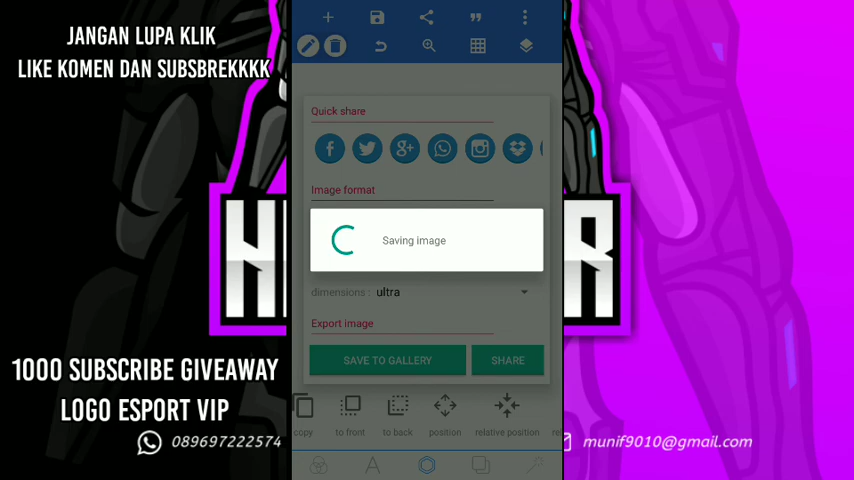 JANGAN LUPA KLIK
LIKE KOMEN DAN SUBSBREKKKK
Quick share
Image format
Saving image
dimensions : ultra
Export image
SAVE TO GALLERY
SHARE
copy
to front
to back
position
relative position
1000 SUBSCRIBE GIVEAWAY
LOGO ESPORT VIP
089697222574
munif9010@gmail.com